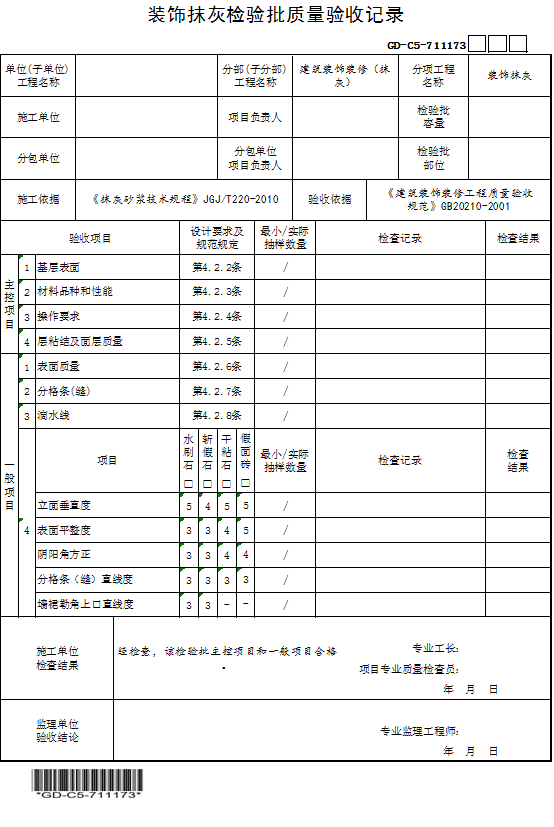 装饰抹灰检验批质量验收记录
GD-C5-711173□□□
单位(子单位)
工程名称
分部(子分部)
工程名称
建筑装饰装修（抹
灰）
分项工程
名称
装饰抹灰
施工单位
项目负责人
检验批
容量
分包单位
分包单位
项目负责人
检验批
部位
施工依据
《抹灰砂浆技术规程》JGJ/T220-2010
验收依据
《建筑装饰装修工程质量验收
规范》GB20210-2001
验收项目
设计要求及
规范规定
最小/实际
抽样数量
检查记录
检查结果
主控项目
1 基层表面 第4.2.2条 /
2 材料品种和性能 第4.2.3条 /
3 操作要求 第4.2.4条 /
4 层粘结及面层质量 第4.2.5条 /
一般项目
1 表面质量 第4.2.6条 /
2 分格条(缝) 第4.2.7条 /
3 滴水线 第4.2.8条 /
4
项目
水刷石□
斩假石□
干粘石□
假面砖□
最小/实际
抽样数量
检查记录
检查
结果
立面垂直度 5 4 5 5 /
表面平整度 3 3 4 5 /
阴阳角方正 3 3 4 4 /
分格条（缝）直线度 3 3 3 3 /
墙裙勒角上口直线度 3 3 - - /
施工单位
检查结果
经检查，该检验批主控项目和一般项目合格
。
专业工长：
项目专业质量检查员：
年 月 日
监理单位
验收结论
专业监理工程师：
年 月 日
*GD-C5-711173*